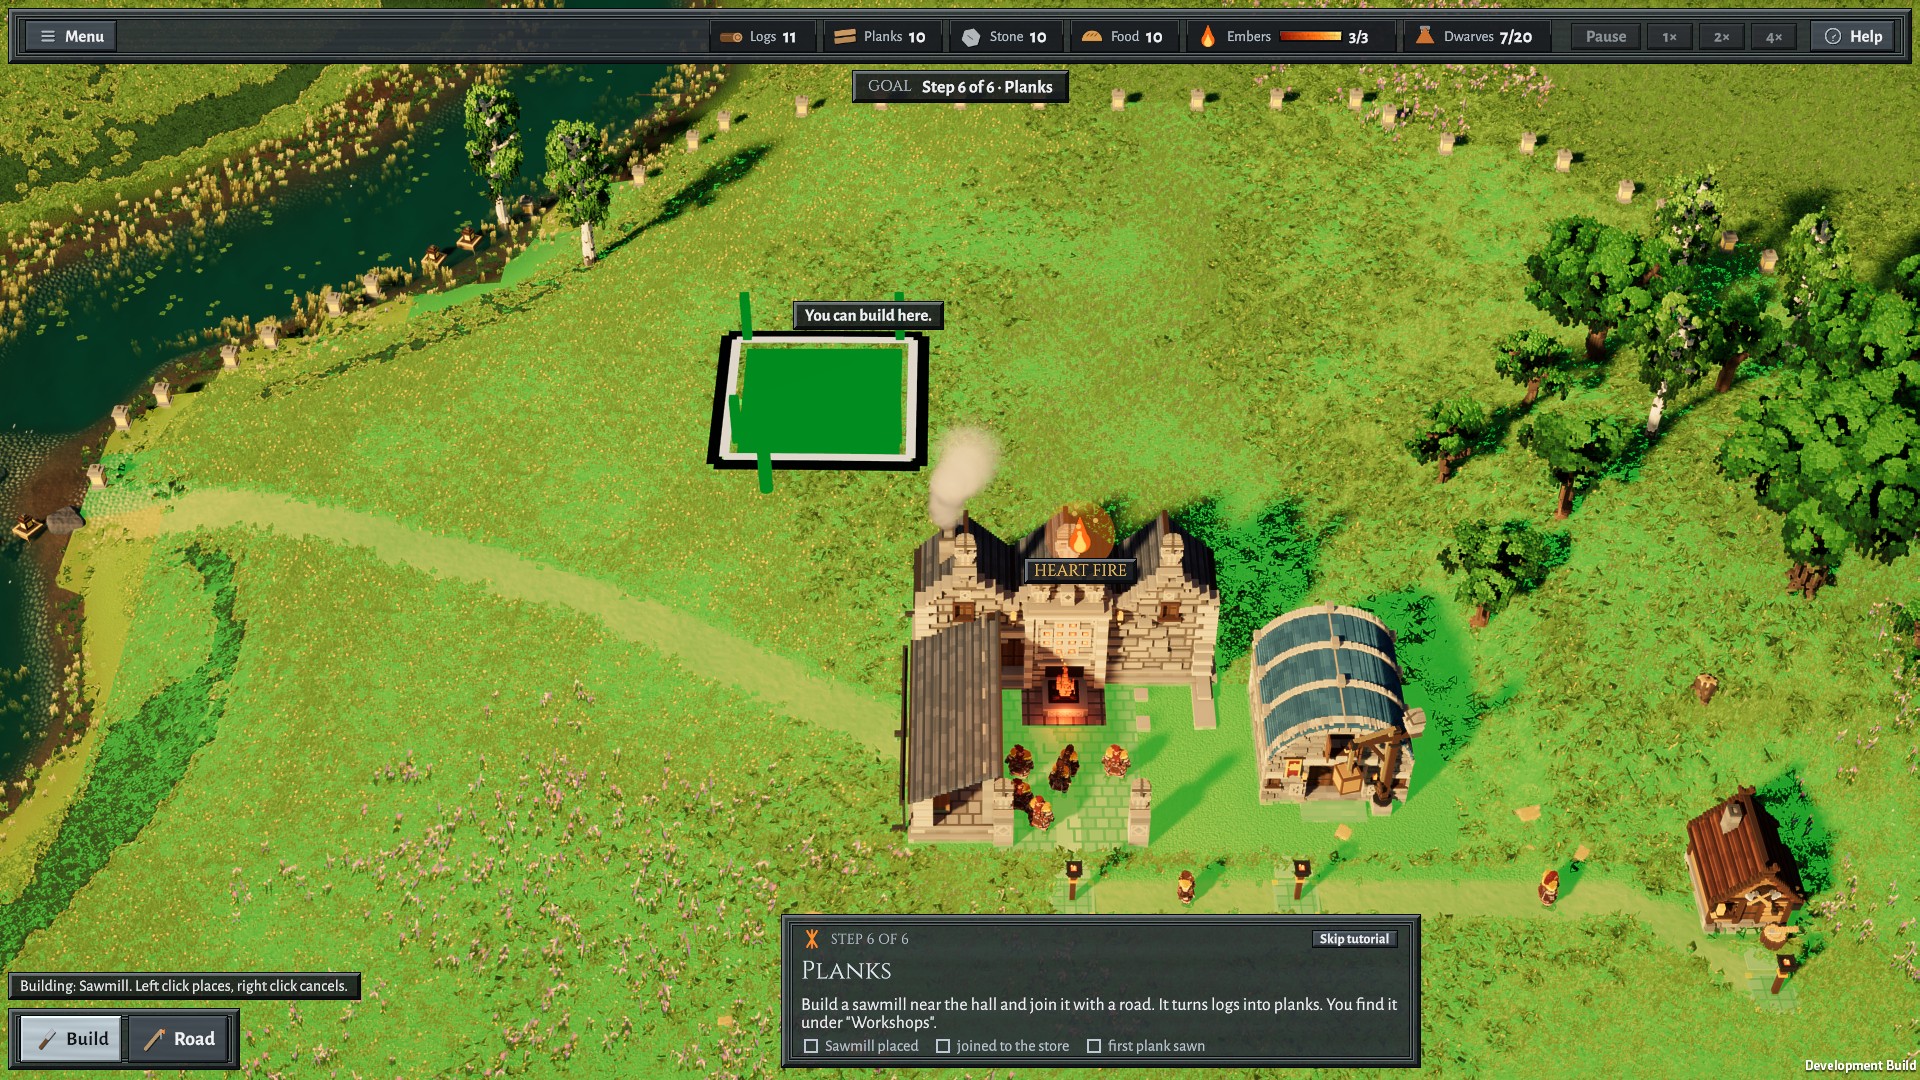 Menu
Logs 11
Planks 10
Stone 10
Food 10
Embers 3/3
Dwarves 7/20
Pause
1×
2×
4×
Help
GOAL Step 6 of 6 · Planks
You can build here.
HEART FIRE
STEP 6 OF 6
Skip tutorial
PLANKS
Build a sawmill near the hall and join it with a road. It turns logs into planks. You find it
under "Workshops".
Sawmill placed
joined to the store
first plank sawn
Building: Sawmill. Left click places, right click cancels.
Build
Road
Development Build